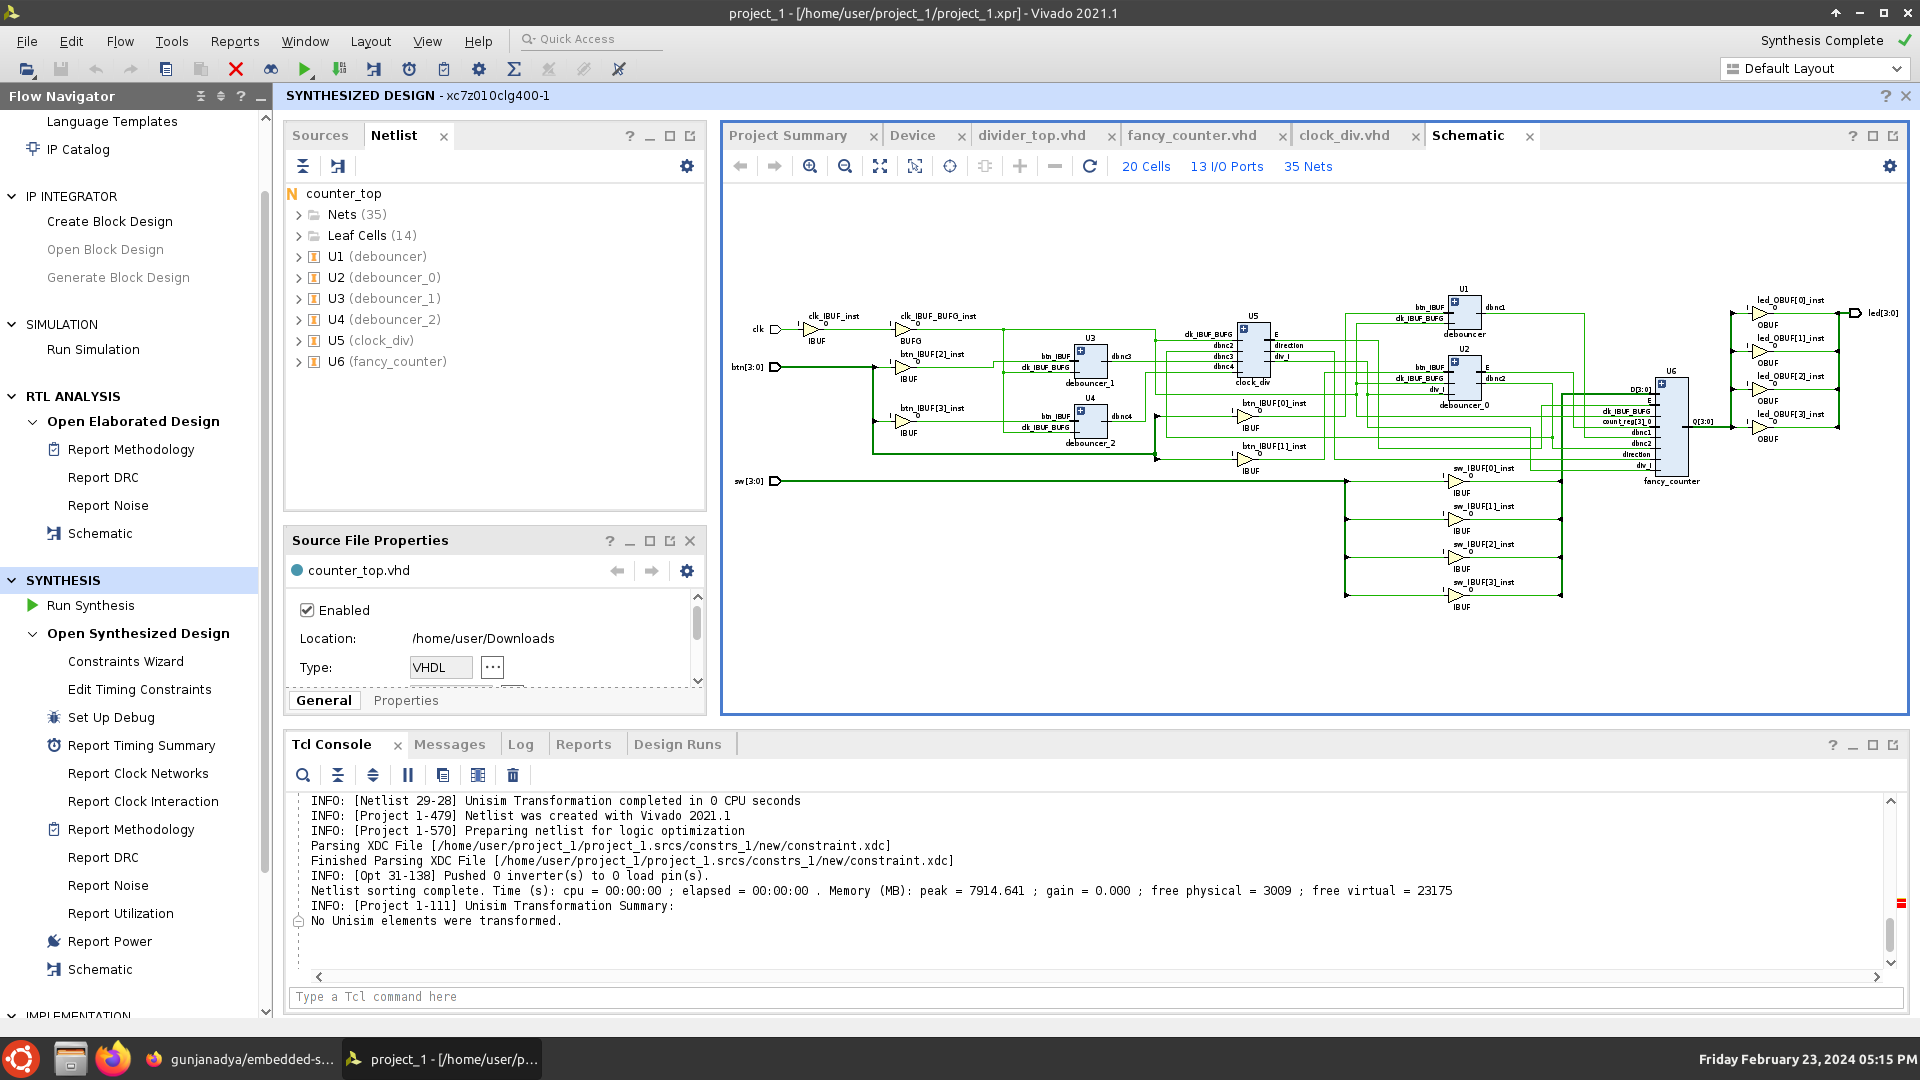 project_1 - [/home/user/project_1/project_1.xpr] - Vivado 2021.1
File Edit Flow Tools Reports Window Layout View Help Quick Access
Synthesis Complete
Default Layout
Flow Navigator
Language Templates
IP Catalog
IP INTEGRATOR
Create Block Design
Open Block Design
Generate Block Design
SIMULATION
Run Simulation
RTL ANALYSIS
Open Elaborated Design
Report Methodology
Report DRC
Report Noise
Schematic
SYNTHESIS
Run Synthesis
Open Synthesized Design
Constraints Wizard
Edit Timing Constraints
Set Up Debug
Report Timing Summary
Report Clock Networks
Report Clock Interaction
Report Methodology
Report DRC
Report Noise
Report Utilization
Report Power
Schematic
IMPLEMENTATION
SYNTHESIZED DESIGN - xc7z010clg400-1
Sources Netlist
N counter_top
Nets (35)
Leaf Cells (14)
U1 (debouncer)
U2 (debouncer_0)
U3 (debouncer_1)
U4 (debouncer_2)
U5 (clock_div)
U6 (fancy_counter)
Source File Properties
counter_top.vhd
Enabled
Location: /home/user/Downloads
Type: VHDL ...
General Properties
Project Summary Device divider_top.vhd fancy_counter.vhd clock_div.vhd Schematic
20 Cells 13 I/O Ports 35 Nets
clk
btn[3:0]
sw[3:0]
clk_IBUF_inst
I O
IBUF
clk_IBUF_BUFG_inst
I O
BUFG
btn_IBUF[2]_inst
I O
IBUF
btn_IBUF[3]_inst
I O
IBUF
U3
btn_IBUF dbnc3
clk_IBUF_BUFG
debouncer_1
U4
btn_IBUF dbnc4
clk_IBUF_BUFG
debouncer_2
U5
clk_IBUF_BUFG E
dbnc2 direction
dbnc3 div_I
dbnc4
clock_div
btn_IBUF[0]_inst
I O
IBUF
btn_IBUF[1]_inst
I O
IBUF
U1
btn_IBUF dbnc1
clk_IBUF_BUFG
debouncer
U2
btn_IBUF E
clk_IBUF_BUFG dbnc2
div_I
debouncer_0
sw_IBUF[0]_inst
I O
IBUF
sw_IBUF[1]_inst
I O
IBUF
sw_IBUF[2]_inst
I O
IBUF
sw_IBUF[3]_inst
I O
IBUF
U6
D[3:0]
E
clk_IBUF_BUFG
count_reg[3]_0
dbnc1 Q[3:0]
dbnc2
direction
div_I
fancy_counter
led_OBUF[0]_inst
I O
OBUF
led_OBUF[1]_inst
I O
OBUF
led_OBUF[2]_inst
I O
OBUF
led_OBUF[3]_inst
I O
OBUF
led[3:0]
Tcl Console Messages Log Reports Design Runs
INFO: [Netlist 29-28] Unisim Transformation completed in 0 CPU seconds
INFO: [Project 1-479] Netlist was created with Vivado 2021.1
INFO: [Project 1-570] Preparing netlist for logic optimization
Parsing XDC File [/home/user/project_1/project_1.srcs/constrs_1/new/constraint.xdc]
Finished Parsing XDC File [/home/user/project_1/project_1.srcs/constrs_1/new/constraint.xdc]
INFO: [Opt 31-138] Pushed 0 inverter(s) to 0 load pin(s).
Netlist sorting complete. Time (s): cpu = 00:00:00 ; elapsed = 00:00:00 . Memory (MB): peak = 7914.641 ; gain = 0.000 ; free physical = 3009 ; free virtual = 23175
INFO: [Project 1-111] Unisim Transformation Summary:
No Unisim elements were transformed.
Type a Tcl command here
gunjanadya/embedded-s...
project_1 - [/home/user/p...
Friday February 23, 2024 05:15 PM